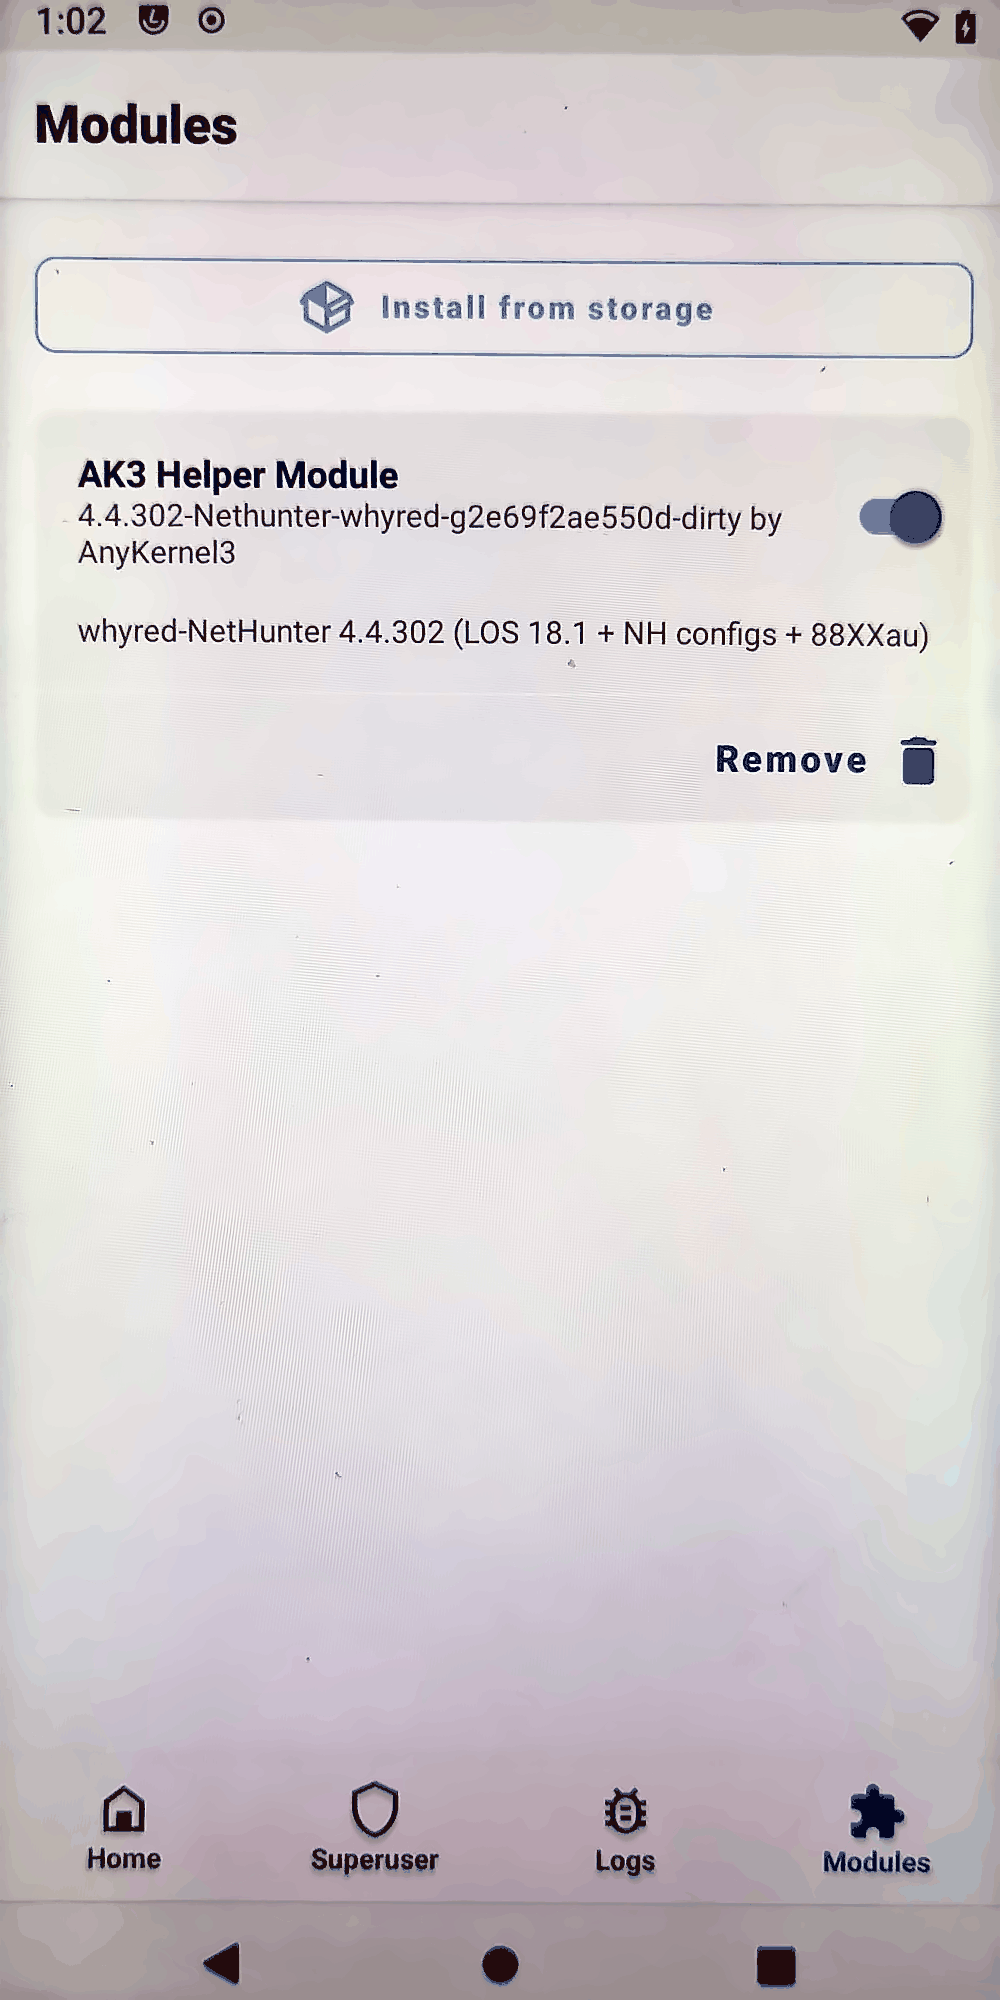 1:02
Modules
Install from storage
AK3 Helper Module
4.4.302-Nethunter-whyred-g2e69f2ae550d-dirty by
AnyKernel3
whyred-NetHunter 4.4.302 (LOS 18.1 + NH configs + 88XXau)
Remove
Home
Superuser
Logs
Modules